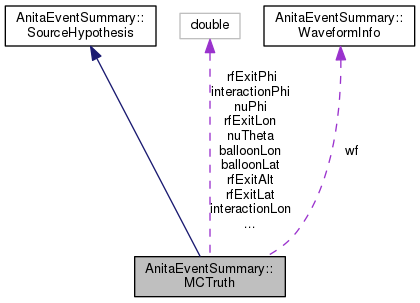 AnitaEventSummary::
SourceHypothesis
double
AnitaEventSummary::
WaveformInfo
rfExitPhi
interactionPhi
nuPhi
rfExitLon
nuTheta
balloonLon
balloonLat
rfExitAlt
rfExitLat
interactionLon
...
wf
AnitaEventSummary::
MCTruth